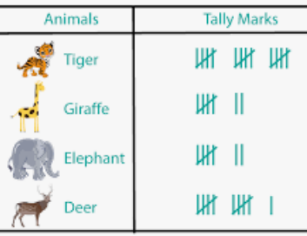 Animals Tally Marks
Tiger
Giraffe
Elephant
Deer